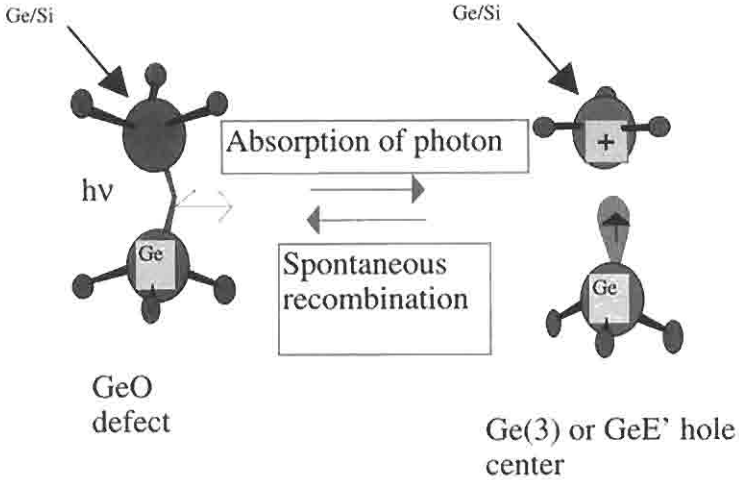 Ge/Si
Ge/Si
Absorption of photon
+
hν
Ge
Spontaneous
recombination
Ge
GeO
defect
Ge(3) or GeE’ hole
center